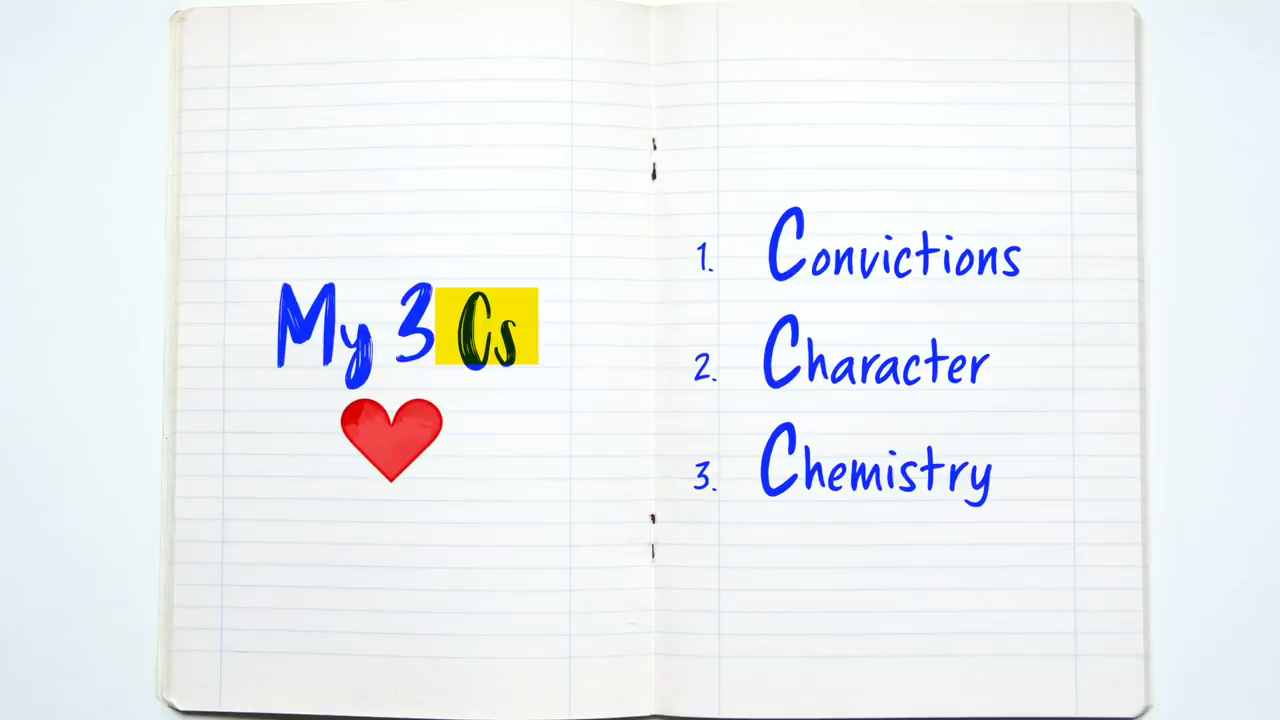 My 3 Cs
1. Convictions
2. Character
3. Chemistry